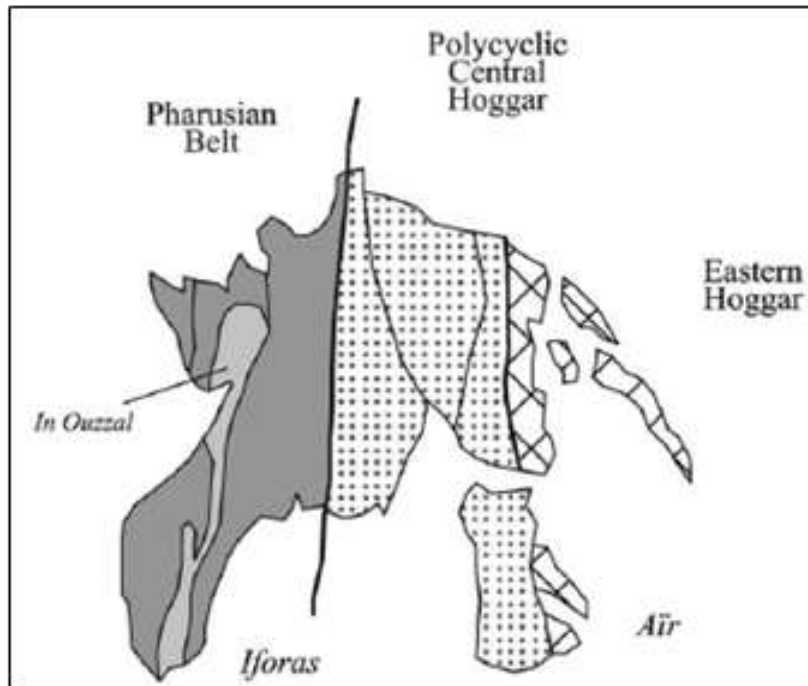 Polycyclic
Central
Hoggar
Pharusian
Belt
Eastern
Hoggar
In Ouzzal
Iforas
Aïr